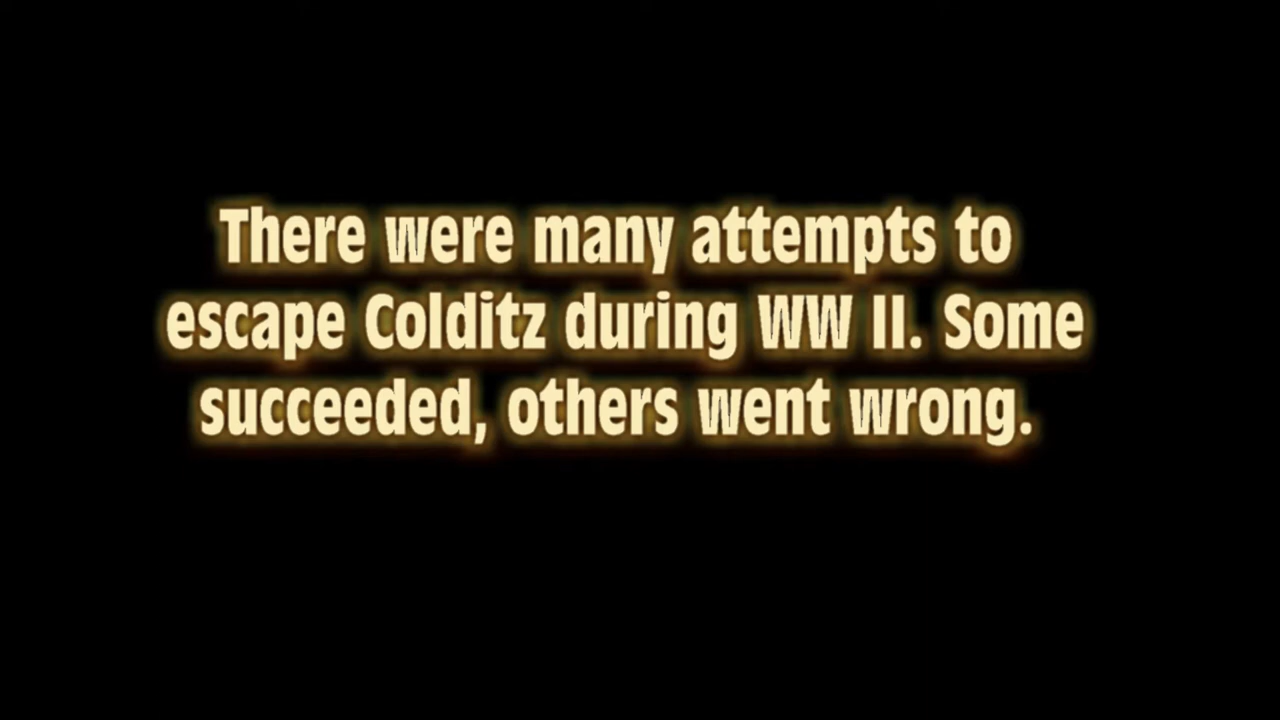 There were many attempts to
escape Colditz during WW II. Some
succeeded, others went wrong.